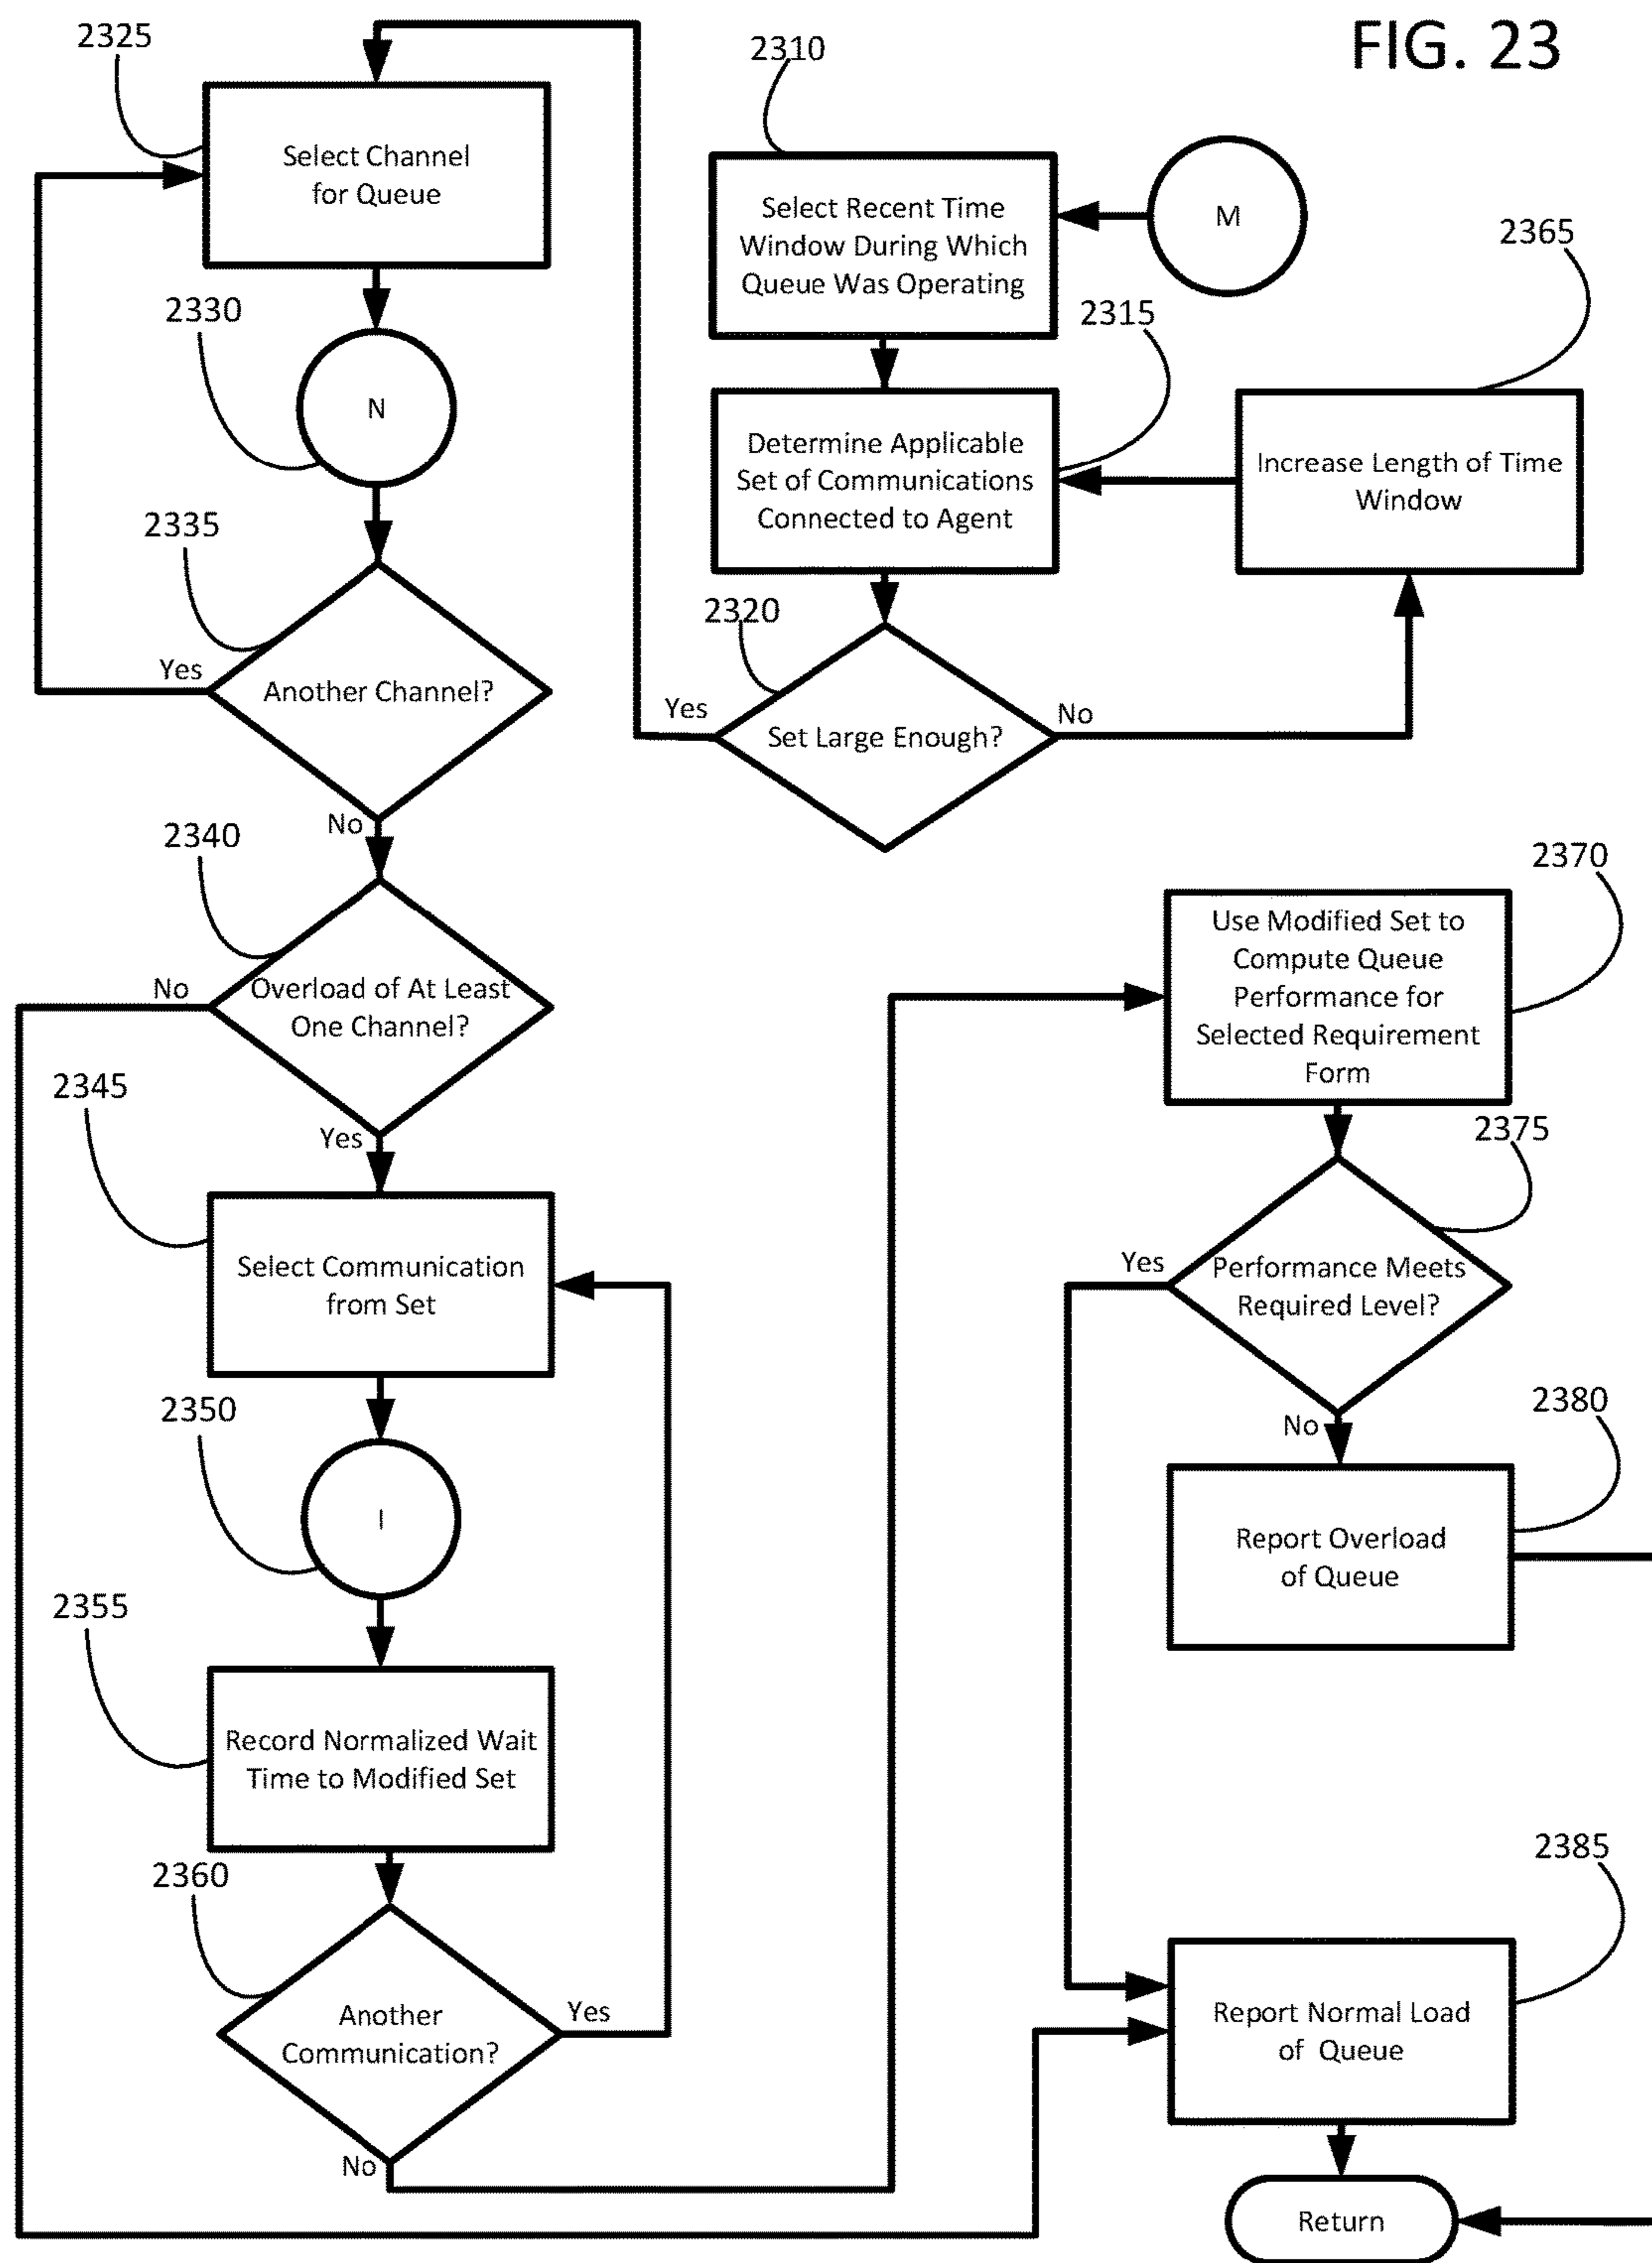 FIG. 23
2325
Select Channel
for Queue
2330
N
2335
Yes
Another Channel?
No
2340
No
Overload of At Least
One Channel?
Yes
2345
Select Communication
from Set
2350
I
2355
Record Normalized Wait
Time to Modified Set
2360
Another
Communication?
Yes
No
2310
Select Recent Time
Window During Which
Queue Was Operating
M
2315
Determine Applicable
Set of Communications
Connected to Agent
2365
Increase Length of Time
Window
2320
Yes
Set Large Enough?
No
2370
Use Modified Set to
Compute Queue
Performance for
Selected Requirement
Form
2375
Yes
Performance Meets
Required Level?
No
2380
Report Overload
of Queue
2385
Report Normal Load
of Queue
Return